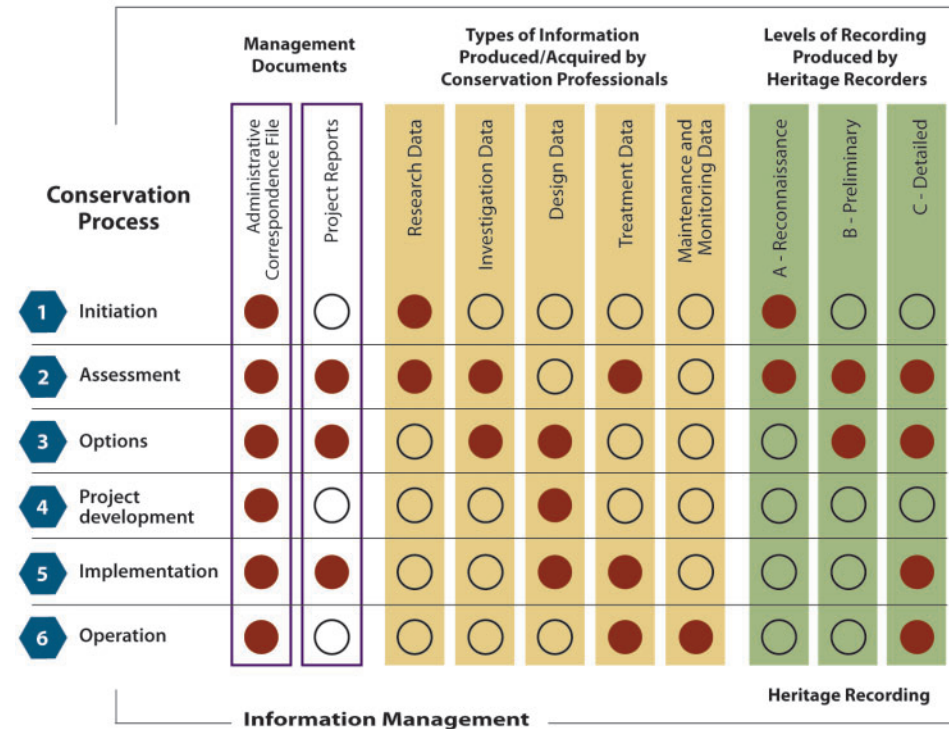 Management
Documents
Types of Information
Produced/Acquired by
Conservation Professionals
Levels of Recording
Produced by
Heritage Recorders
Conservation
Process
Administrative
Correspondence File
Project Reports
Research Data
Investigation Data
Design Data
Treatment Data
Maintenance and
Monitoring Data
A - Reconnaissance
B - Preliminary
C - Detailed
1 Initiation
2 Assessment
3 Options
4 Project
development
5 Implementation
6 Operation
Heritage Recording
Information Management